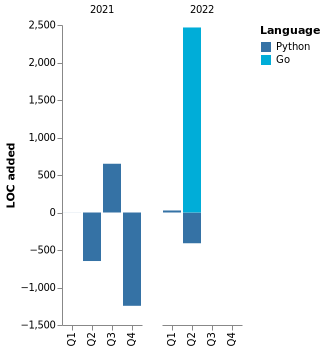 2021
2022
Language
Python
Go
LOC added
2,500
2,000
1,500
1,000
500
0
−500
−1,000
−1,500
Q1
Q2
Q3
Q4
Q1
Q2
Q3
Q4